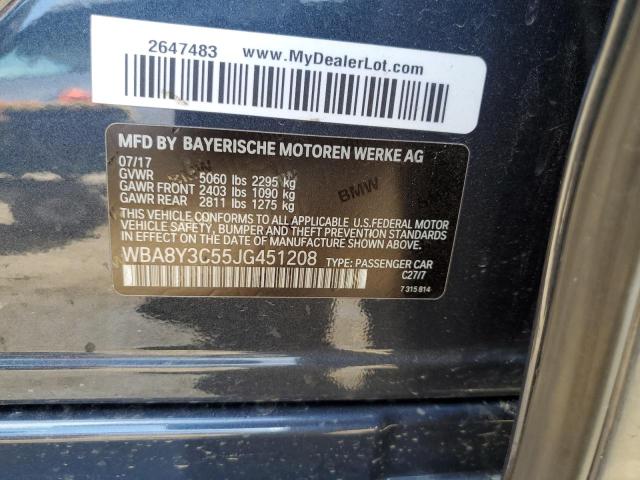 2647483 www.MyDealerLot.com
MFD BY BAYERISCHE MOTOREN WERKE AG
07/17
GVWR 5060 lbs 2295 kg
GAWR FRONT 2403 lbs 1090 kg
GAWR REAR 2811 lbs 1275 kg
BMW
THIS VEHICLE CONFORMS TO ALL APPLICABLE U.S.FEDERAL MOTOR
VEHICLE SAFETY, BUMPER, AND THEFT PREVENTION STANDARDS
IN EFFECT ON THE DATE OF MANUFACTURE SHOWN ABOVE.
WBA8Y3C55JG451208 TYPE: PASSENGER CAR
C27/7
7 315 814